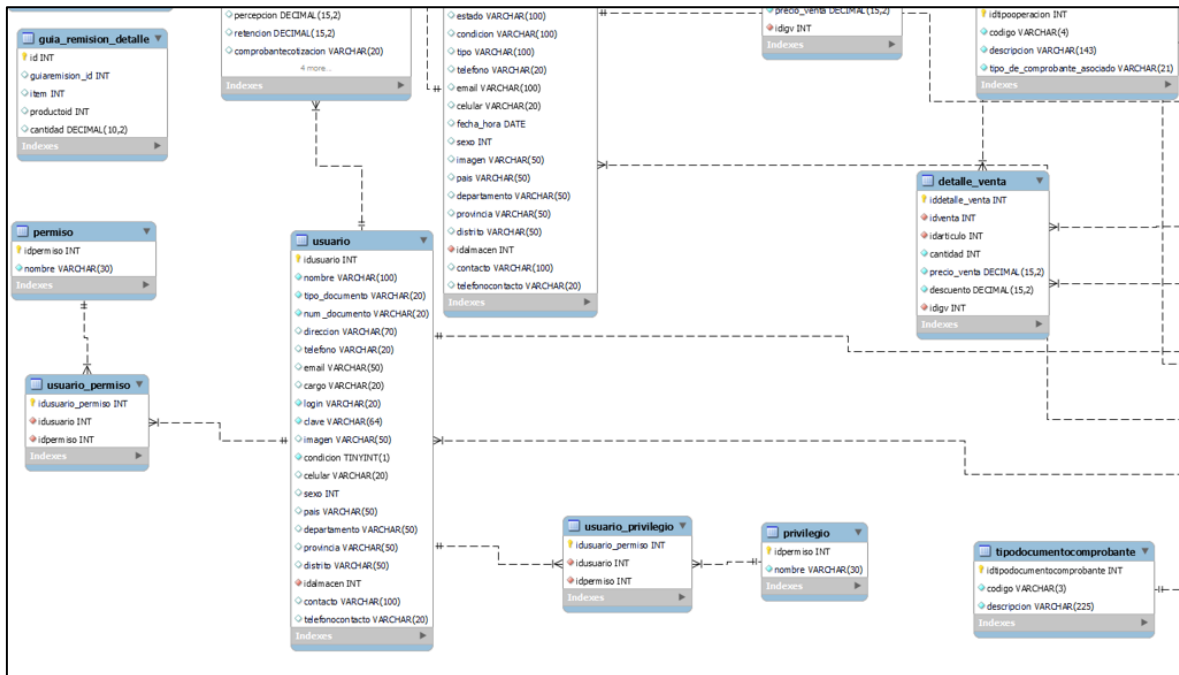 guia_remision_detalle
id INT
guiaremision_id INT
item INT
productoid INT
cantidad DECIMAL(10,2)
Indexes
percepcion DECIMAL(15,2)
retencion DECIMAL(15,2)
comprobantecotizacion VARCHAR(20)
4 more...
Indexes
estado VARCHAR(100)
condicion VARCHAR(100)
tipo VARCHAR(100)
telefono VARCHAR(20)
email VARCHAR(100)
celular VARCHAR(20)
fecha_hora DATE
sexo INT
imagen VARCHAR(50)
pais VARCHAR(50)
departamento VARCHAR(50)
provincia VARCHAR(50)
distrito VARCHAR(50)
idalmacen INT
contacto VARCHAR(100)
telefonocontacto VARCHAR(20)
Indexes
precio_venta DECIMAL(15,2)
idigv INT
Indexes
idtipooperacion INT
codigo VARCHAR(4)
descripcion VARCHAR(143)
tipo_de_comprobante_asociado VARCHAR(21)
Indexes
detalle_venta
iddetalle_venta INT
idventa INT
idarticulo INT
cantidad INT
precio_venta DECIMAL(15,2)
descuento DECIMAL(15,2)
idigv INT
Indexes
permiso
idpermiso INT
nombre VARCHAR(30)
Indexes
usuario_permiso
idusuario_permiso INT
idusuario INT
idpermiso INT
Indexes
usuario
idusuario INT
nombre VARCHAR(100)
tipo_documento VARCHAR(20)
num_documento VARCHAR(20)
direccion VARCHAR(70)
telefono VARCHAR(20)
email VARCHAR(50)
cargo VARCHAR(20)
login VARCHAR(20)
clave VARCHAR(64)
imagen VARCHAR(50)
condicion TINYINT(1)
celular VARCHAR(20)
sexo INT
pais VARCHAR(50)
departamento VARCHAR(50)
provincia VARCHAR(50)
distrito VARCHAR(50)
idalmacen INT
contacto VARCHAR(100)
telefonocontacto VARCHAR(20)
Indexes
usuario_privilegio
idusuario_permiso INT
idusuario INT
idpermiso INT
Indexes
privilegio
idpermiso INT
nombre VARCHAR(30)
Indexes
tipodocumentocomprobante
idtipodocumentocomprobante INT
codigo VARCHAR(3)
descripcion VARCHAR(225)
Indexes